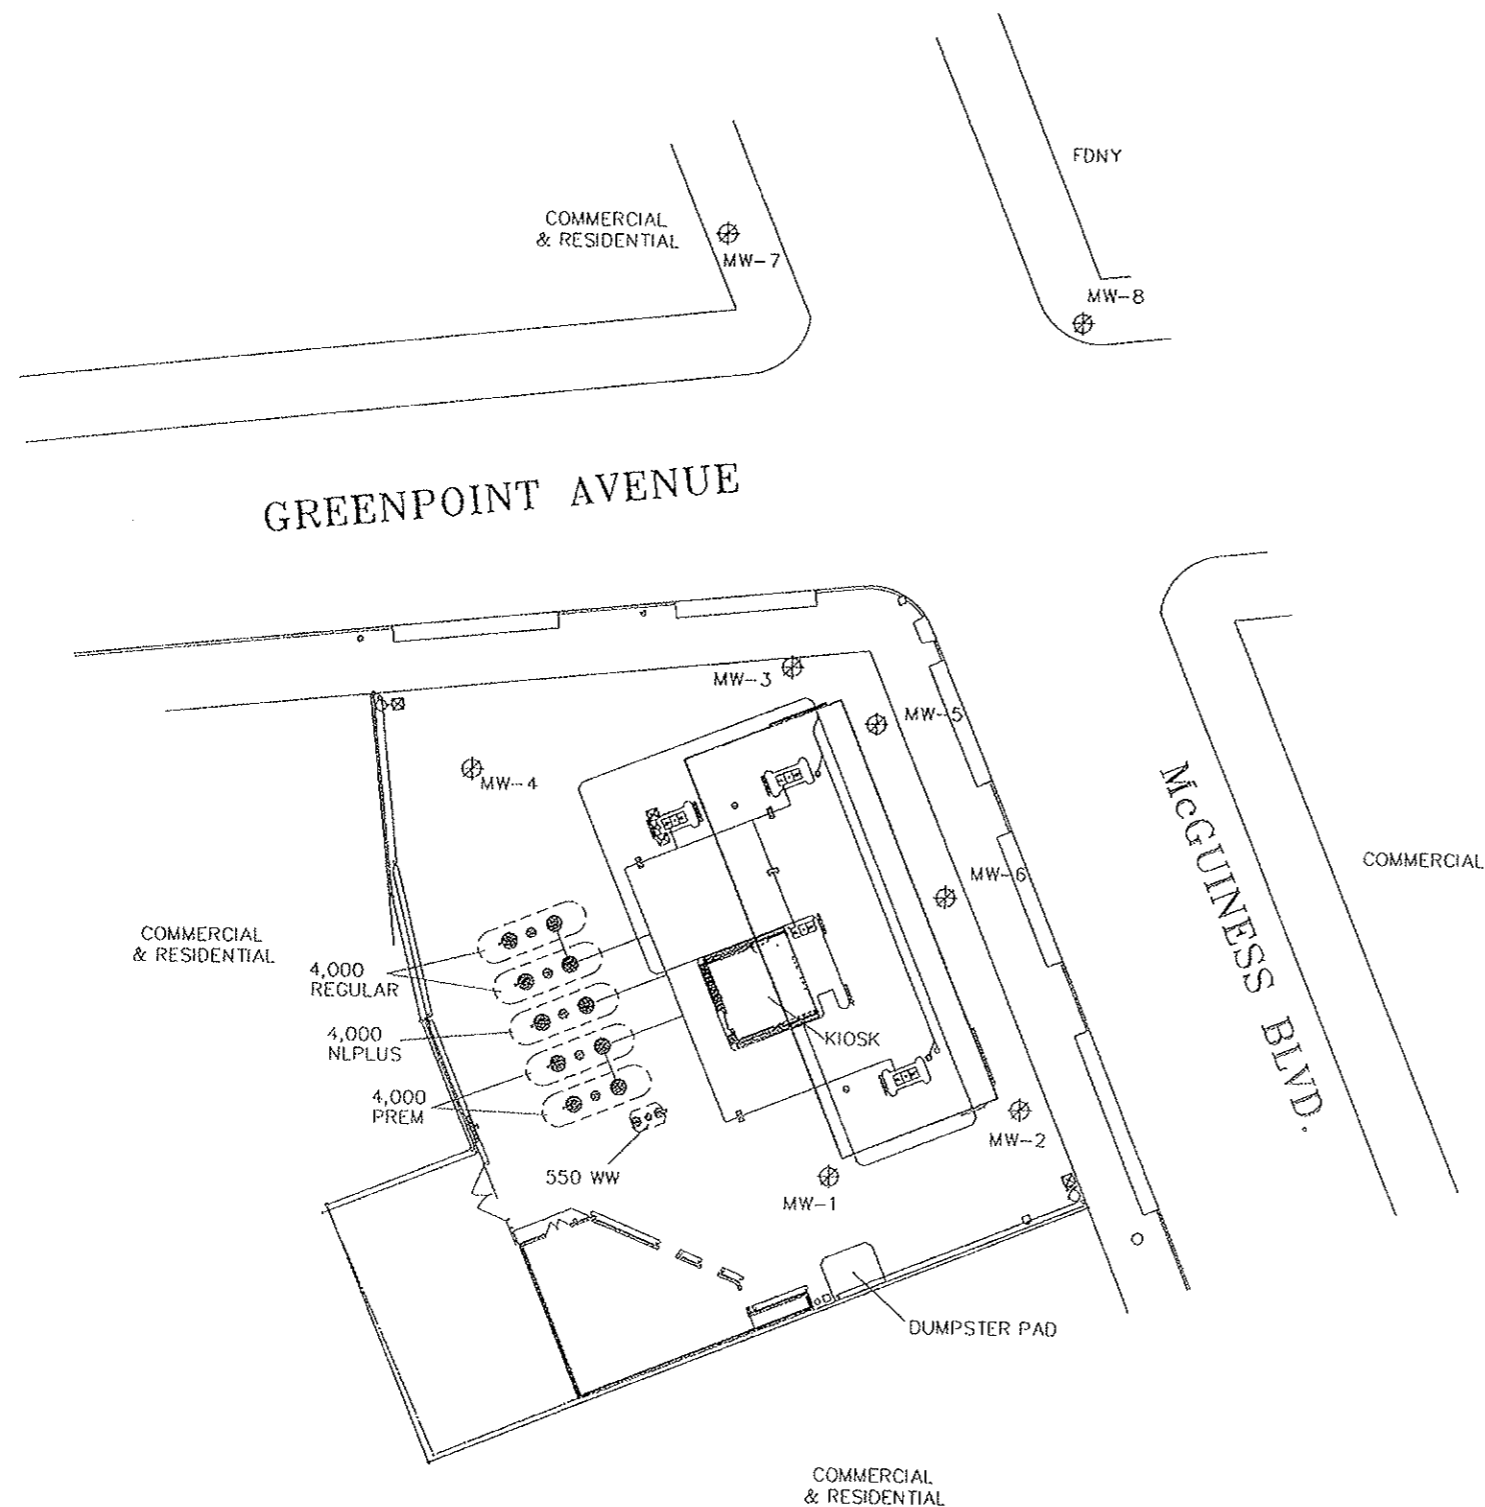 FDNY
COMMERCIAL
& RESIDENTIAL
MW-7
MW-8
GREENPOINT AVENUE
MW-3
MW-5
MW-4
McGUINESS BLVD.
COMMERCIAL
MW-6
COMMERCIAL
& RESIDENTIAL
4,000
REGULAR
4,000
NLPLUS
KIOSK
4,000
PREM
MW-2
550 WW
MW-1
DUMPSTER PAD
COMMERCIAL
& RESIDENTIAL